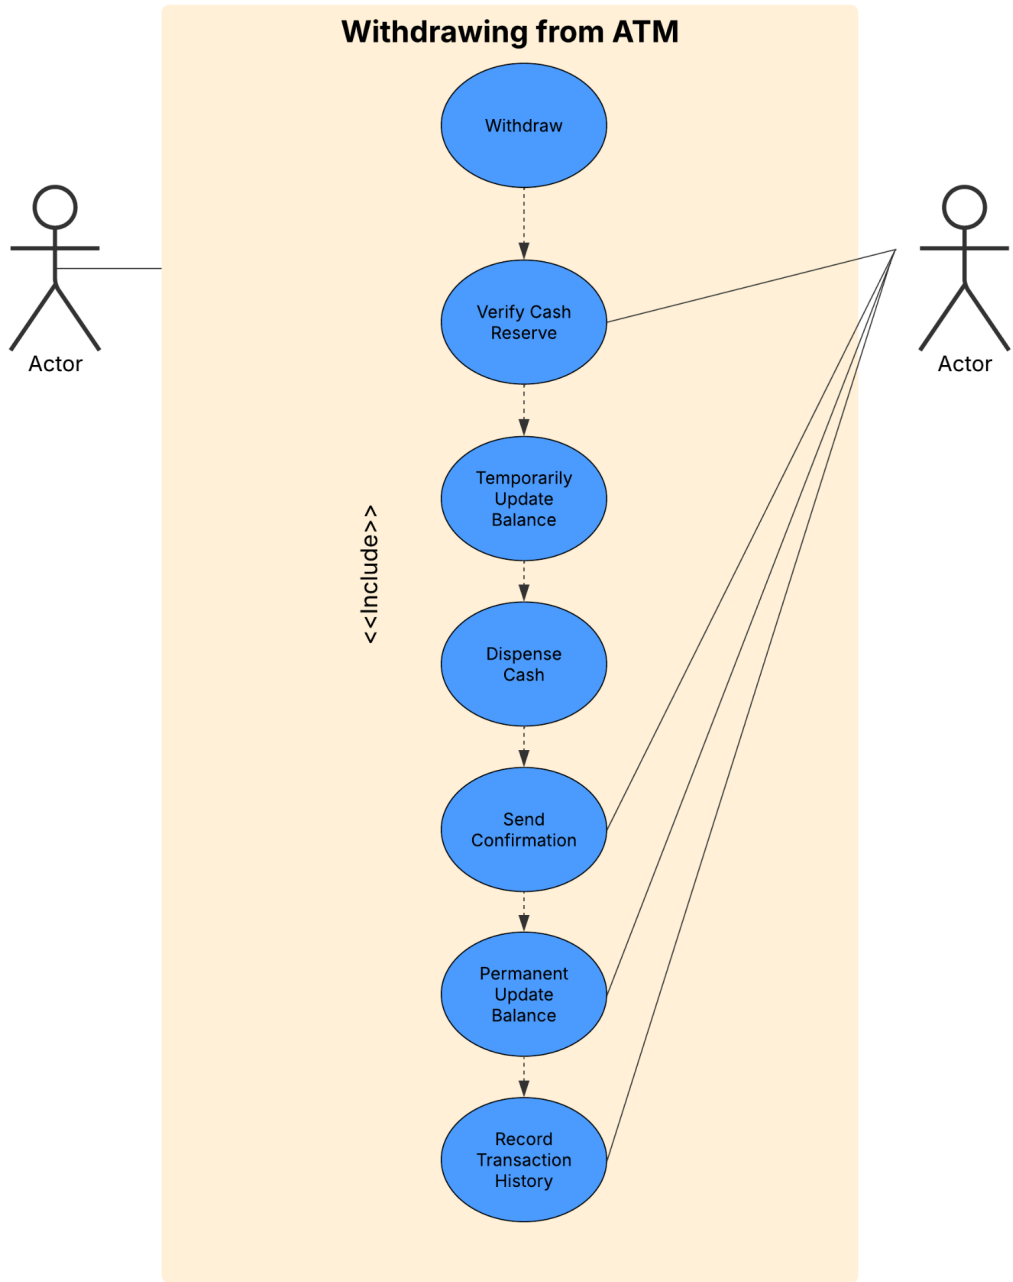 Withdrawing from ATM
Withdraw
Actor
Verify Cash
Reserve
Actor
Temporarily
Update
Balance
<<Include>>
Dispense
Cash
Send
Confirmation
Permanent
Update
Balance
Record
Transaction
History